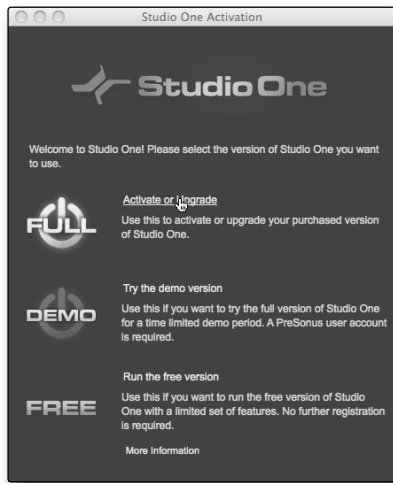 Studio One Activation
Studio One
Welcome to Studio One! Please select the version of Studio One you want
to use.
FULL
Activate or Upgrade
Use this to activate or upgrade your purchased version
of Studio One.
DEMO
Try the demo version
Use this if you want to try the full version of Studio One
for a time limited demo period. A PreSonus user account
is required.
FREE
Run the free version
Use this if you want to run the free version of Studio
One with a limited set of features. No further registration
is required.
More Information